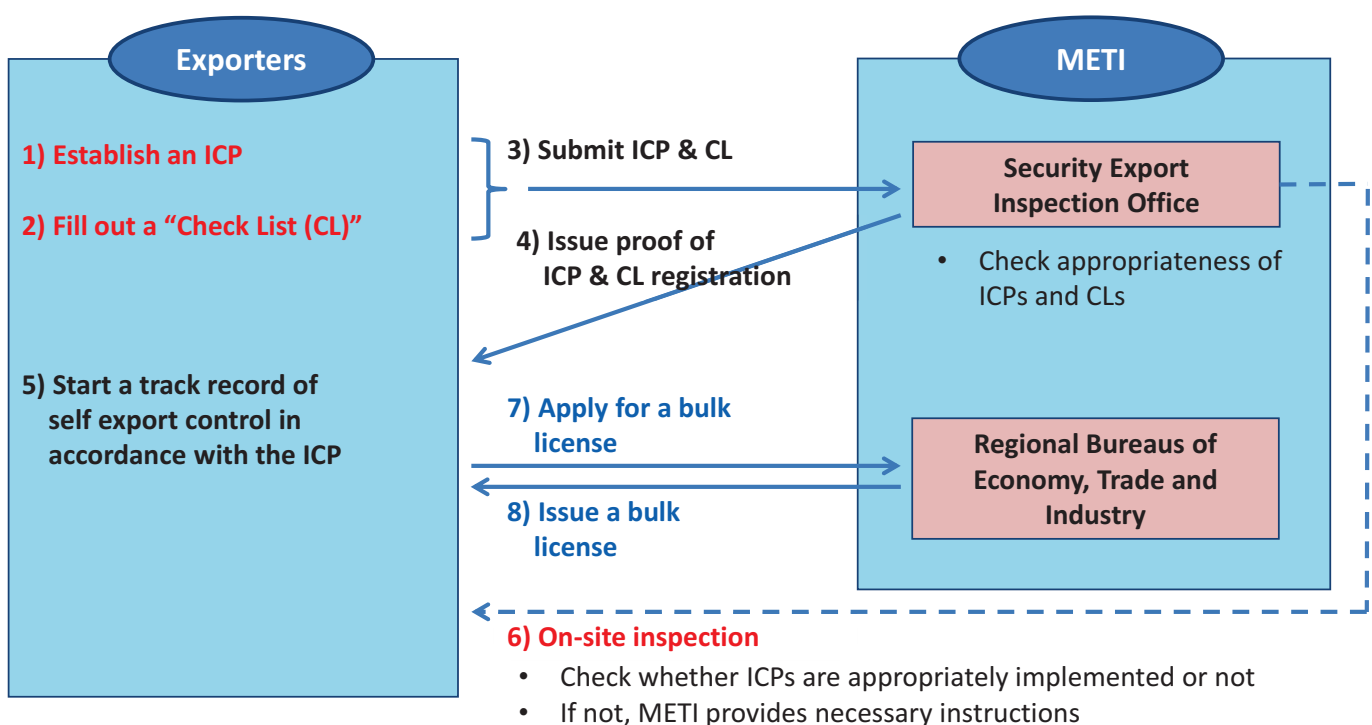 Exporters
METI
1) Establish an ICP
2) Fill out a “Check List (CL)”
3) Submit ICP & CL
4) Issue proof of
ICP & CL registration
Security Export
Inspection Office
• Check appropriateness of
ICPs and CLs
5) Start a track record of
self export control in
accordance with the ICP
7) Apply for a bulk
license
8) Issue a bulk
license
Regional Bureaus of
Economy, Trade and
Industry
6) On-site inspection
• Check whether ICPs are appropriately implemented or not
• If not, METI provides necessary instructions